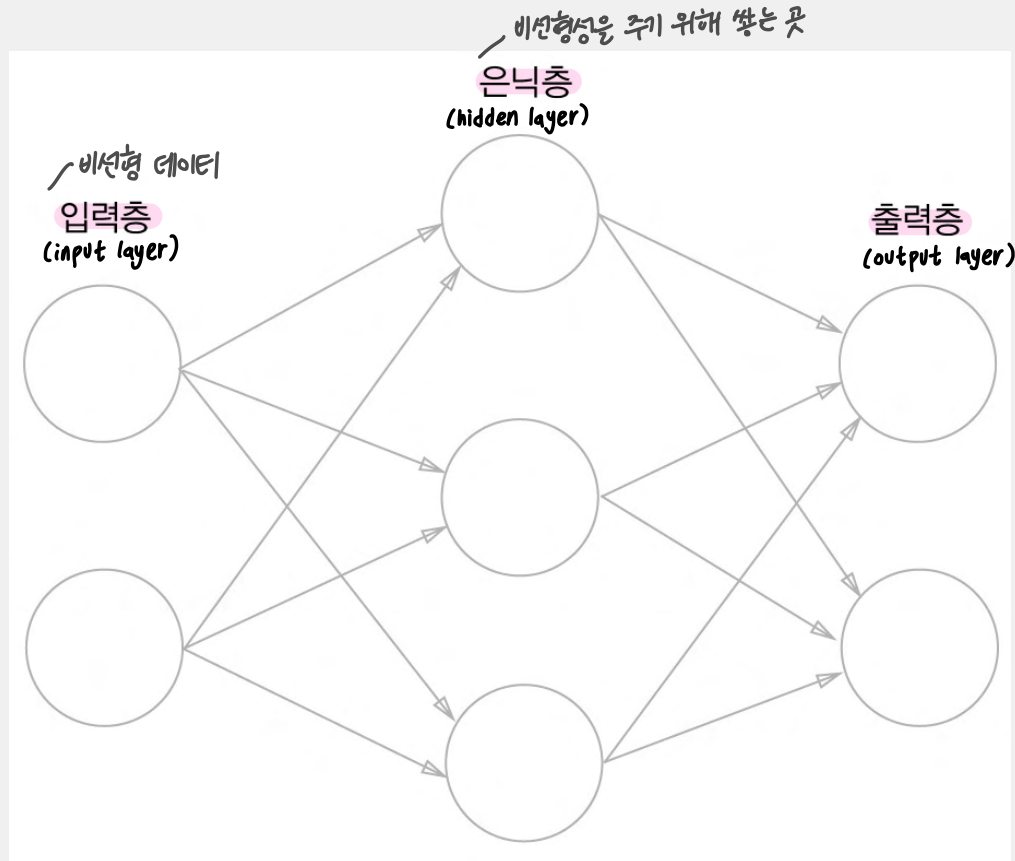 비선형성을 주기 위해 쌓는 곳
은닉층
(hidden layer)
비선형 데이터
입력층
(input layer)
출력층
(output layer)